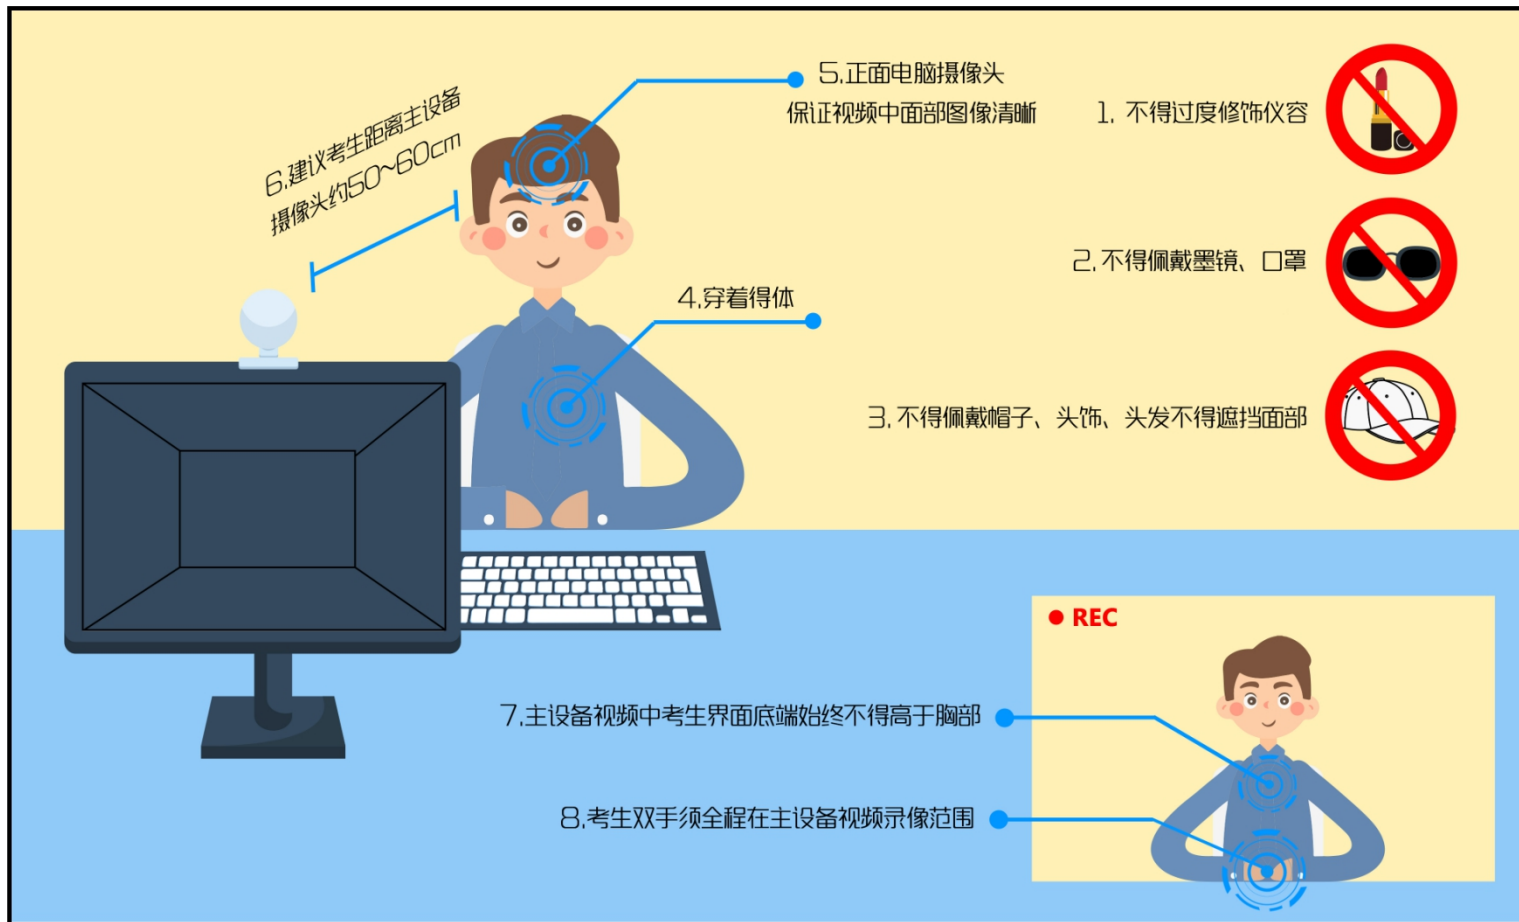 5.正面电脑摄像头
保证视频中面部图像清晰
1. 不得过度修饰仪容
6.建议考生距离主设备
摄像头约50~60cm
2.不得佩戴墨镜、口罩
4.穿着得体
3.不得佩戴帽子、头饰、头发不得遮挡面部
REC
7.主设备视频中考生界面底端始终不得高于胸部
8.考生双手须全程在主设备视频录像范围